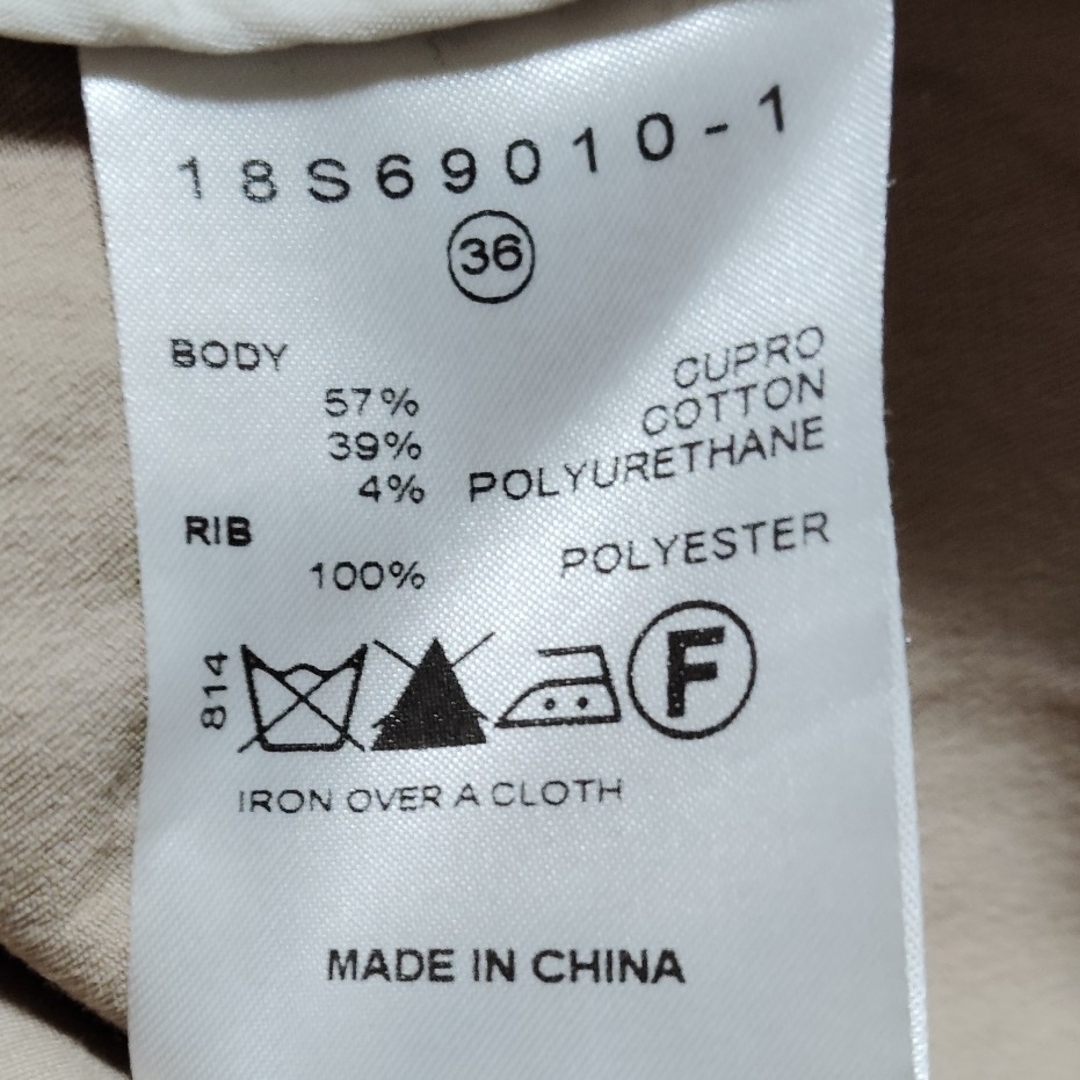 18S69010-1
36
BODY
57% CUPRO
39% COTTON
4% POLYURETHANE
RIB
100% POLYESTER
814
F
IRON OVER A CLOTH
MADE IN CHINA